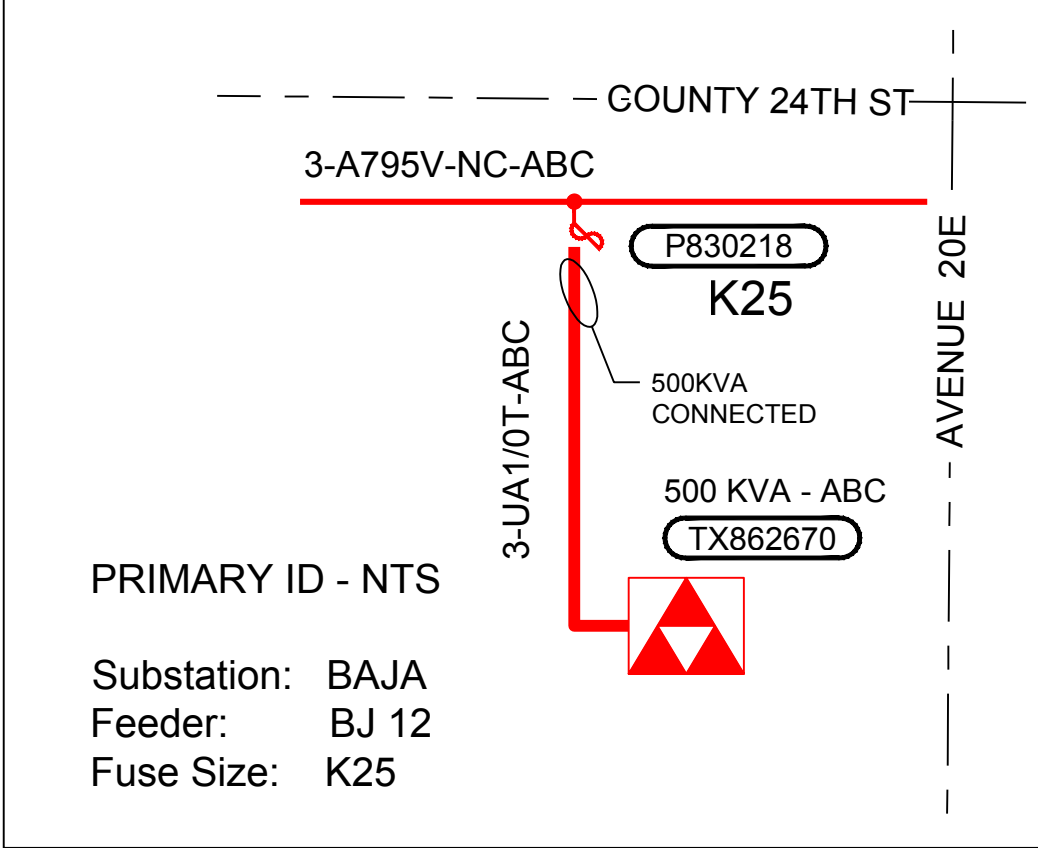 COUNTY 24TH ST
3-A795V-NC-ABC
P830218
K25
AVENUE 20E
3-UA1/0T-ABC
500KVA
CONNECTED
500 KVA - ABC
TX862670
PRIMARY ID - NTS
Substation: BAJA
Feeder: BJ 12
Fuse Size: K25